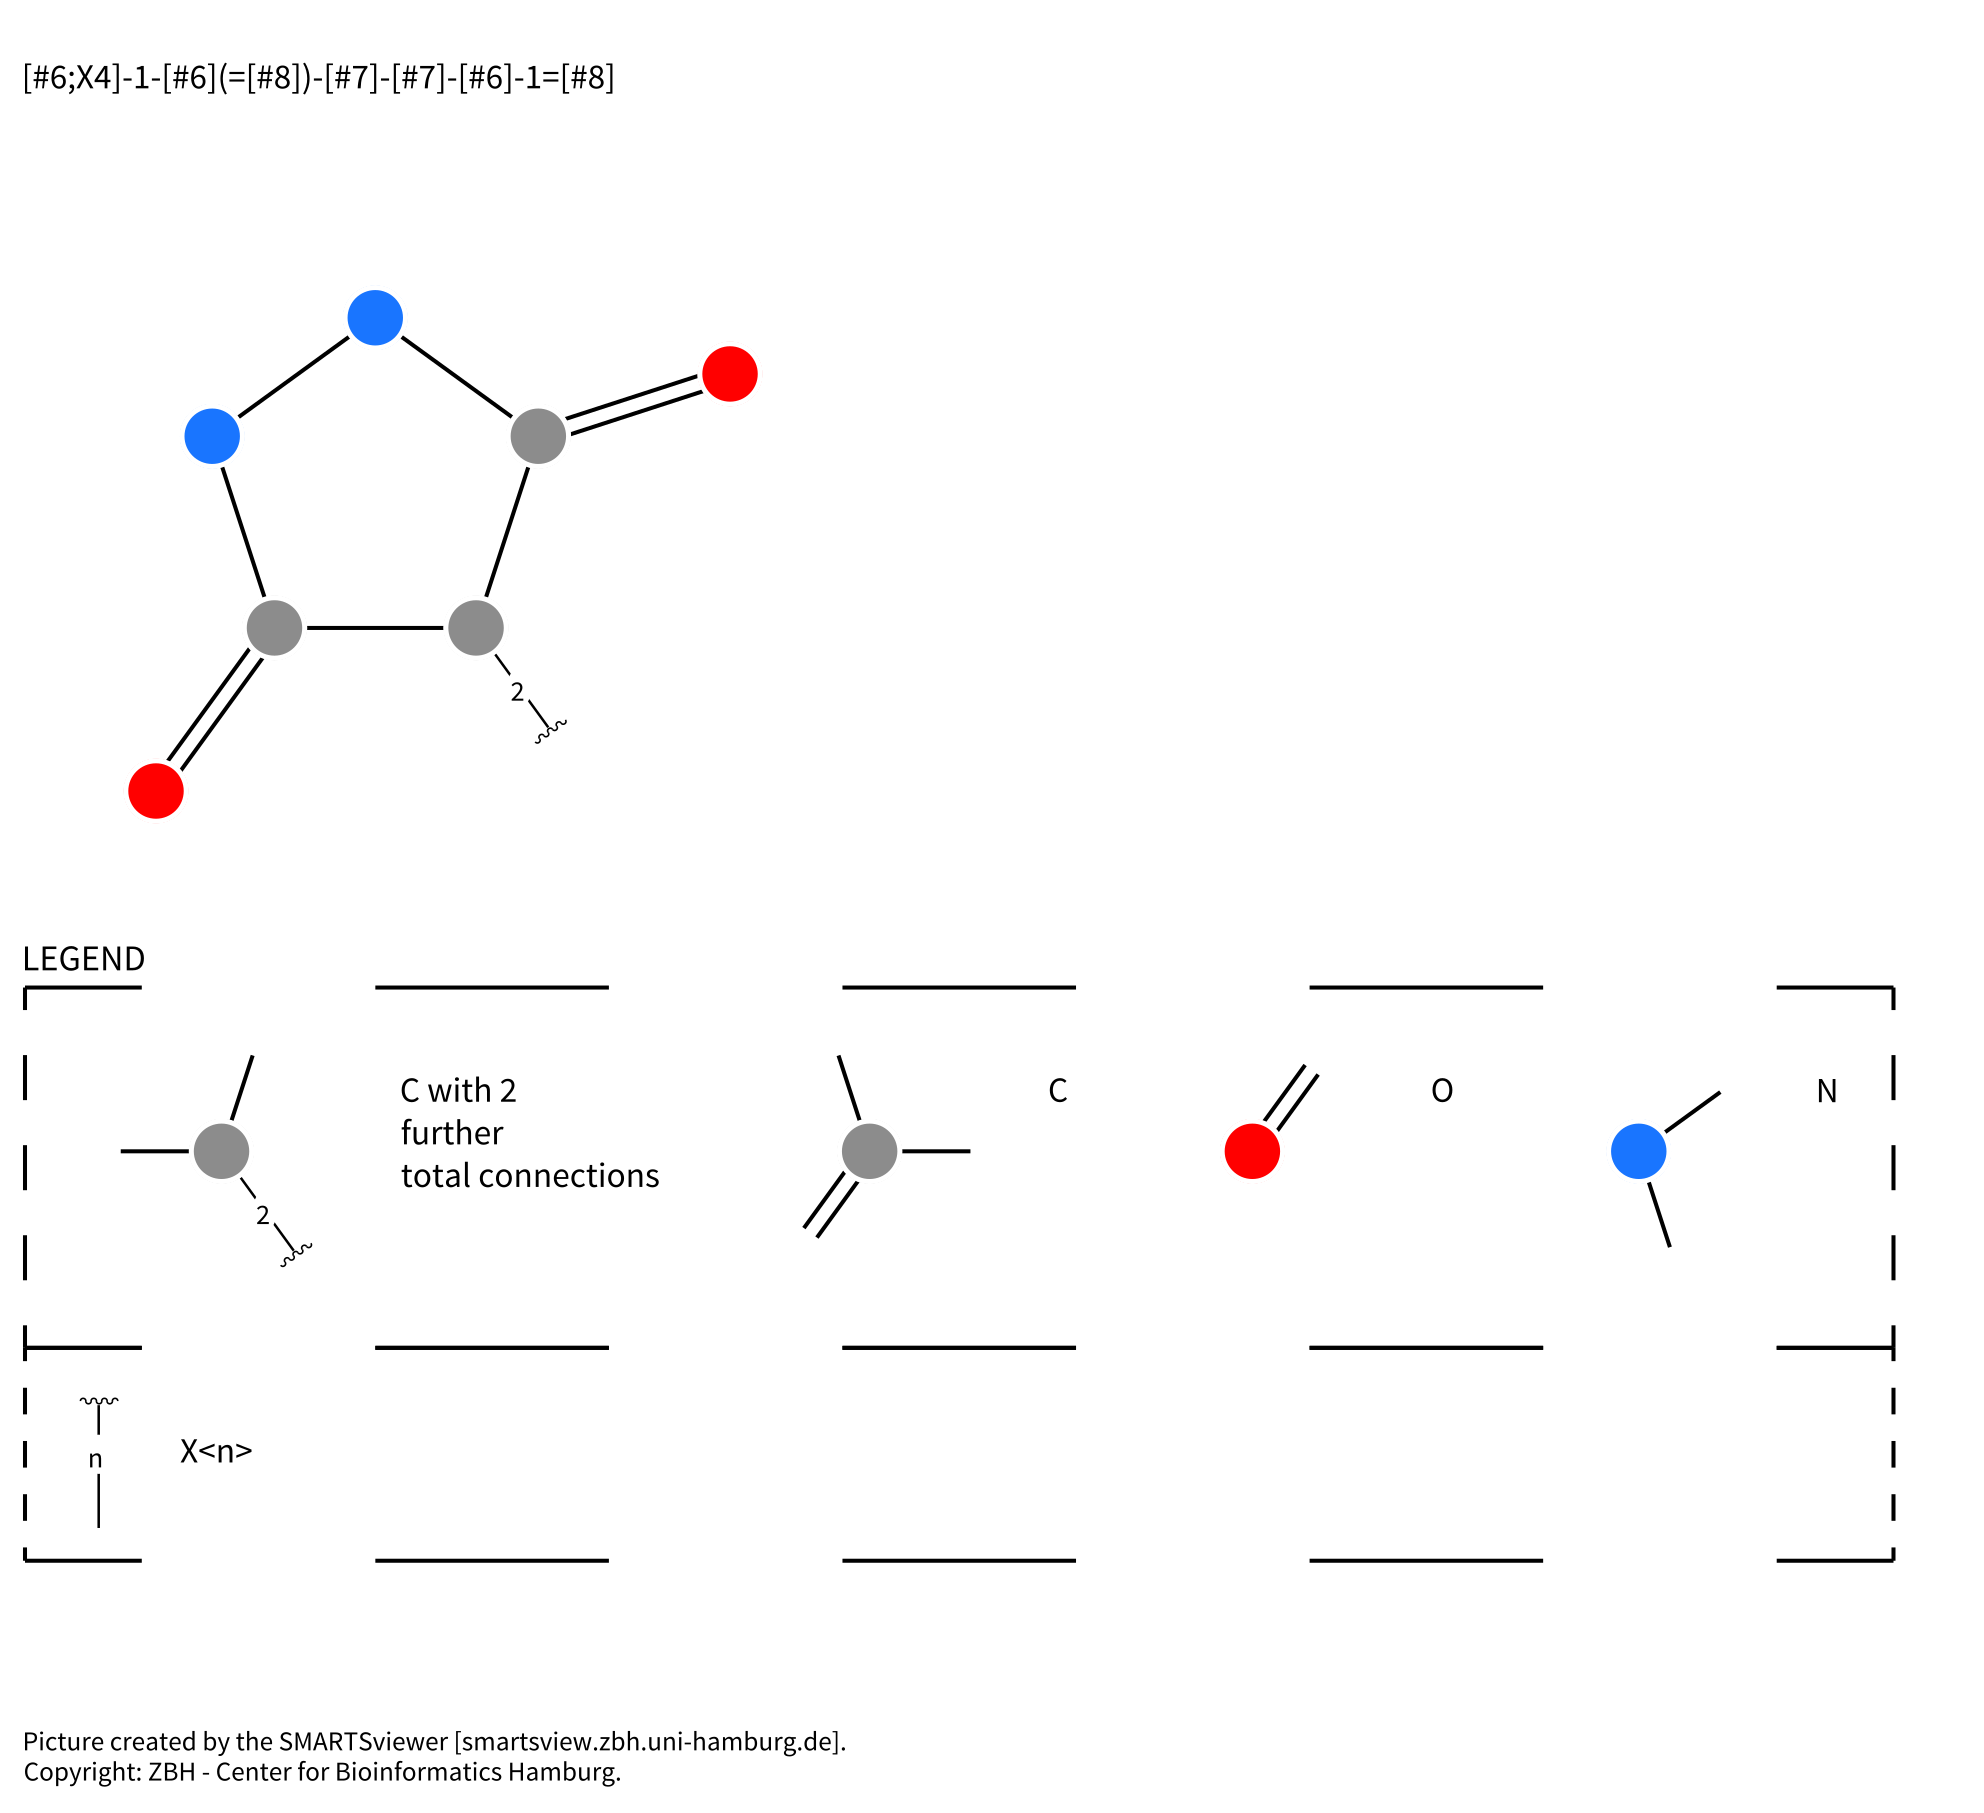 [#6;X4]-1-[#6](=[#8])-[#7]-[#7]-[#6]-1=[#8]
2
LEGEND
C with 2
further
total connections
2
C
O
N
n
X<n>
Picture created by the SMARTSviewer [smartsview.zbh.uni-hamburg.de].
Copyright: ZBH - Center for Bioinformatics Hamburg.